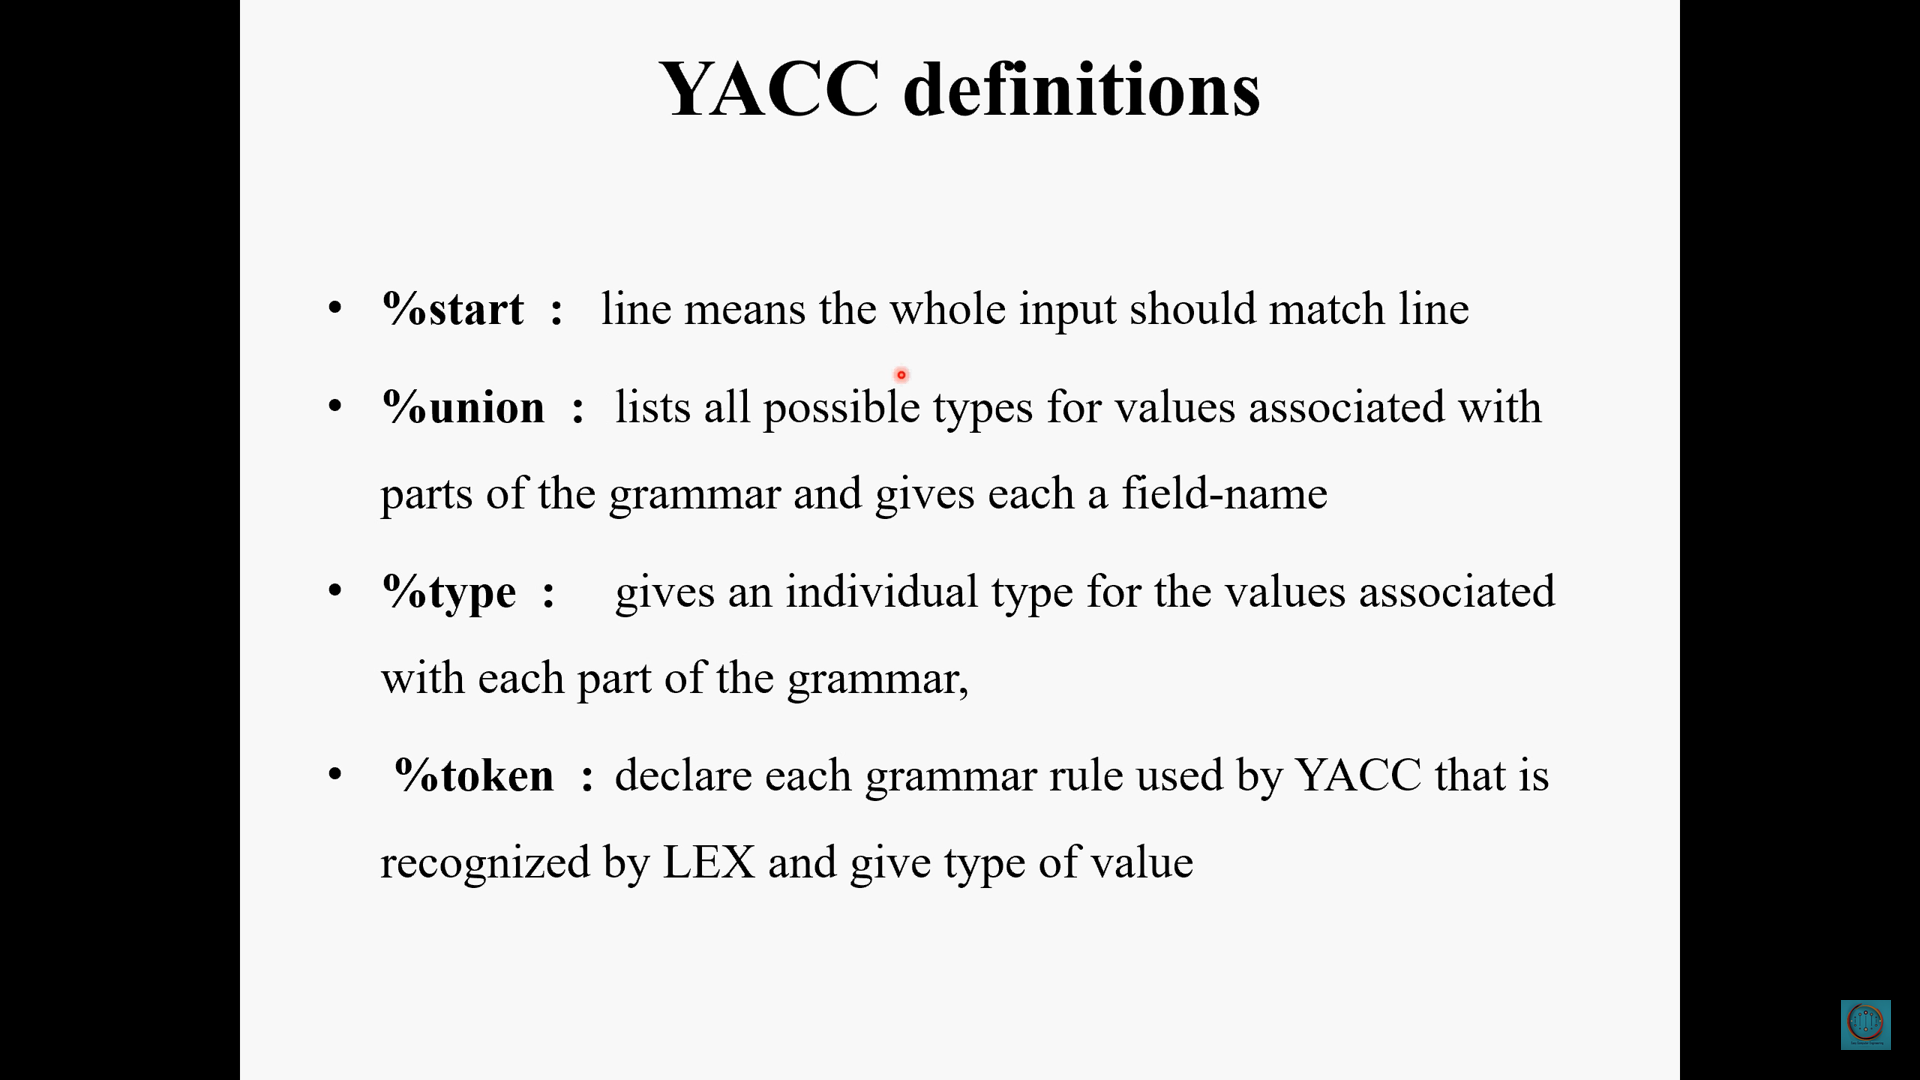 YACC definitions
• %start : line means the whole input should match line
• %union : lists all possible types for values associated with
parts of the grammar and gives each a field-name
• %type : gives an individual type for the values associated
with each part of the grammar,
• %token : declare each grammar rule used by YACC that is
recognized by LEX and give type of value